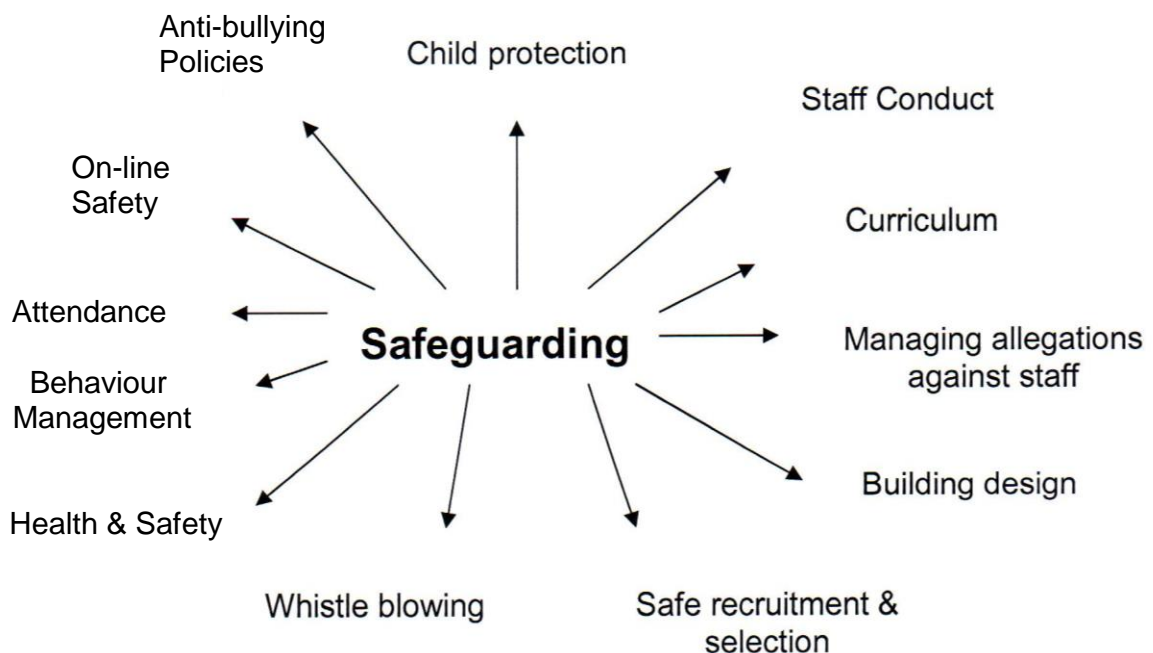 Anti-bullying
Policies
Child protection
Staff Conduct
On-line
Safety
Curriculum
Attendance
Safeguarding
Managing allegations
against staff
Behaviour
Management
Building design
Health & Safety
Whistle blowing
Safe recruitment &
selection